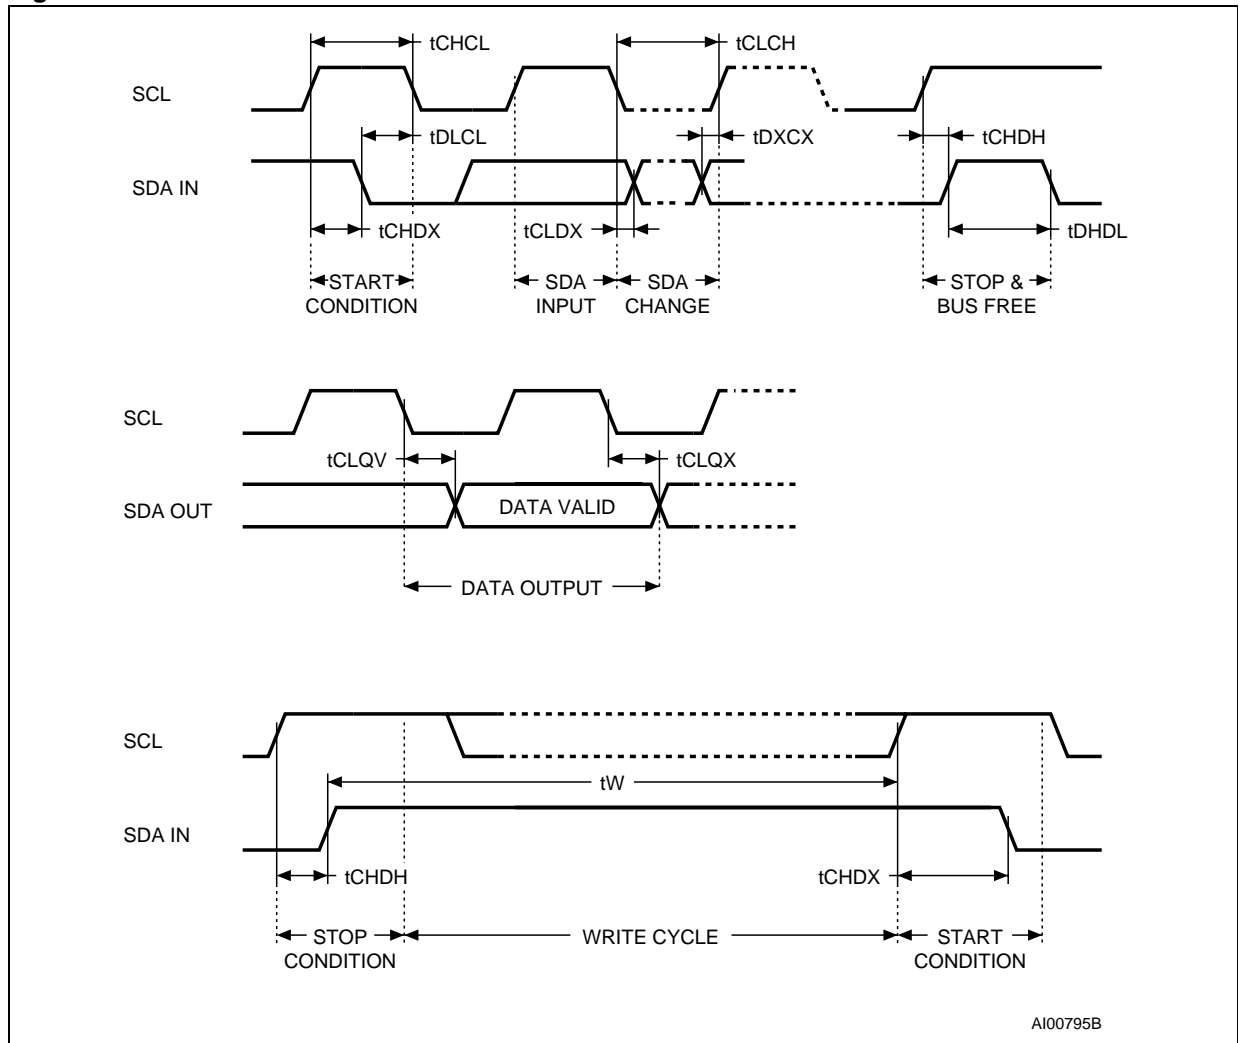 tCHCL
tCLCH
SCL
tDLCL
tDXCX
tCHDH
SDA IN
tCHDX
tCLDX
tDHDL
START
CONDITION
SDA
INPUT
SDA
CHANGE
STOP &
BUS FREE
SCL
tCLQV
tCLQX
SDA OUT
DATA VALID
DATA OUTPUT
SCL
tW
SDA IN
tCHDH
tCHDX
STOP
CONDITION
WRITE CYCLE
START
CONDITION
AI00795B